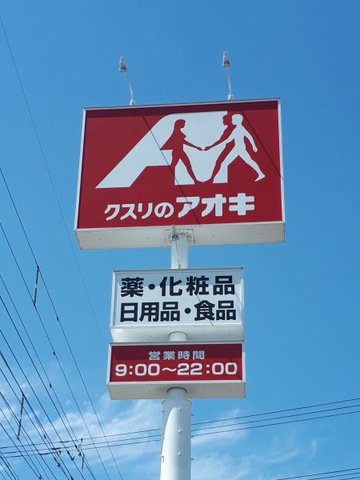 クスリのアオキ
薬・化粧品
日用品・食品
営業時間
9:00～22:00